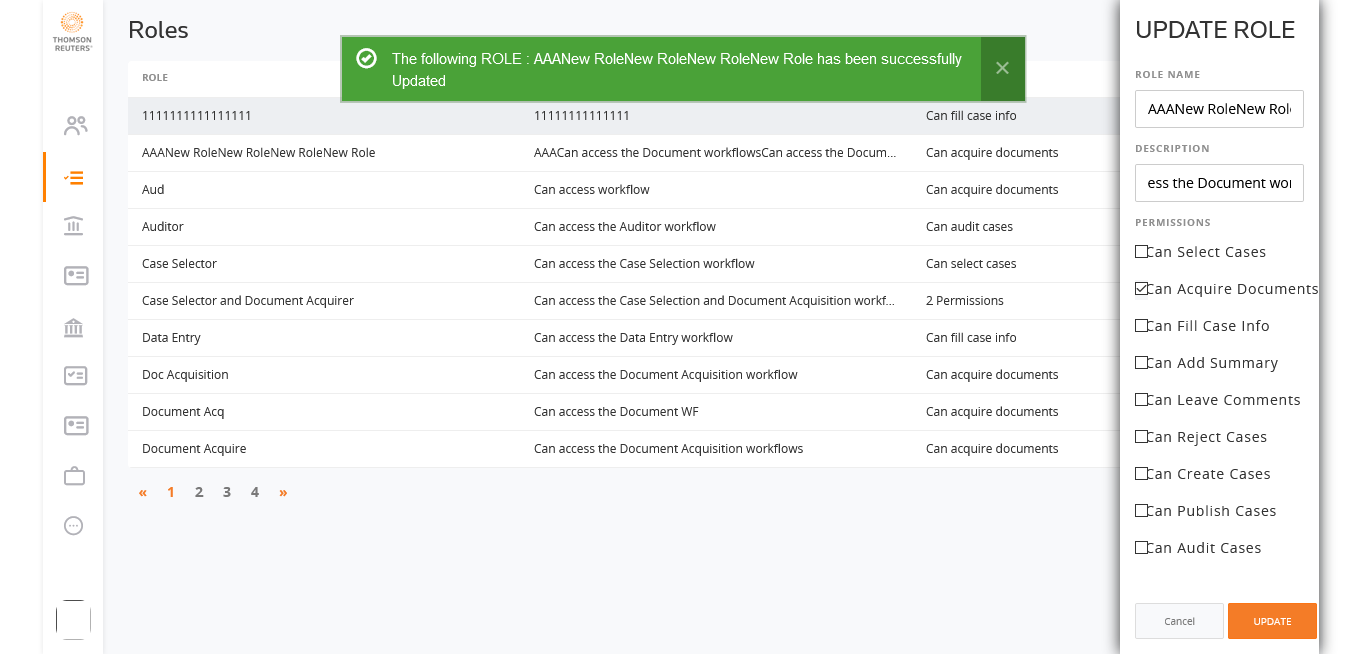 THOMSON
REUTERS
Roles
The following ROLE : AAANew RoleNew RoleNew RoleNew Role has been successfully
Updated
ROLE
1111111111111111 11111111111111 Can fill case info
AAANew RoleNew RoleNew RoleNew Role AAACan access the Document workflowsCan access the Docum... Can acquire documents
Aud Can access workflow Can acquire documents
Auditor Can access the Auditor workflow Can audit cases
Case Selector Can access the Case Selection workflow Can select cases
Case Selector and Document Acquirer Can access the Case Selection and Document Acquisition workf... 2 Permissions
Data Entry Can access the Data Entry workflow Can fill case info
Doc Acquisition Can access the Document Acquisition workflow Can acquire documents
Document Acq Can access the Document WF Can acquire documents
Document Acquire Can access the Document Acquisition workflows Can acquire documents
« 1 2 3 4 »
UPDATE ROLE
ROLE NAME
AAANew RoleNew Rol
DESCRIPTION
ess the Document wor
PERMISSIONS
Can Select Cases
Can Acquire Documents
Can Fill Case Info
Can Add Summary
Can Leave Comments
Can Reject Cases
Can Create Cases
Can Publish Cases
Can Audit Cases
Cancel UPDATE